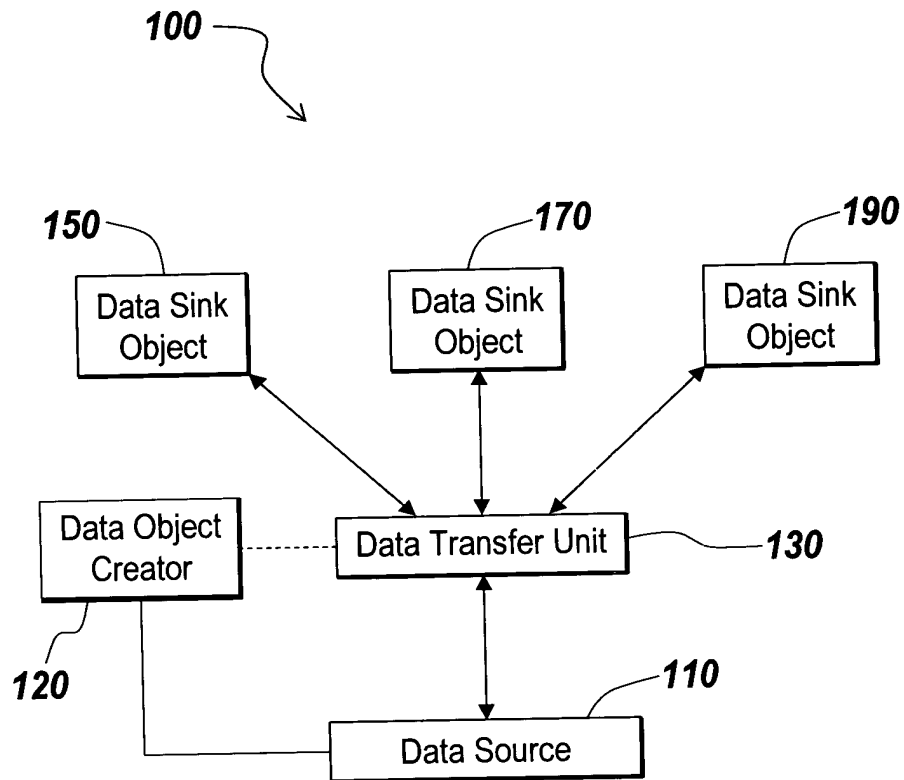 100
150
170
190
Data Sink
Object
Data Sink
Object
Data Sink
Object
Data Object
Creator
Data Transfer Unit
130
120
110
Data Source